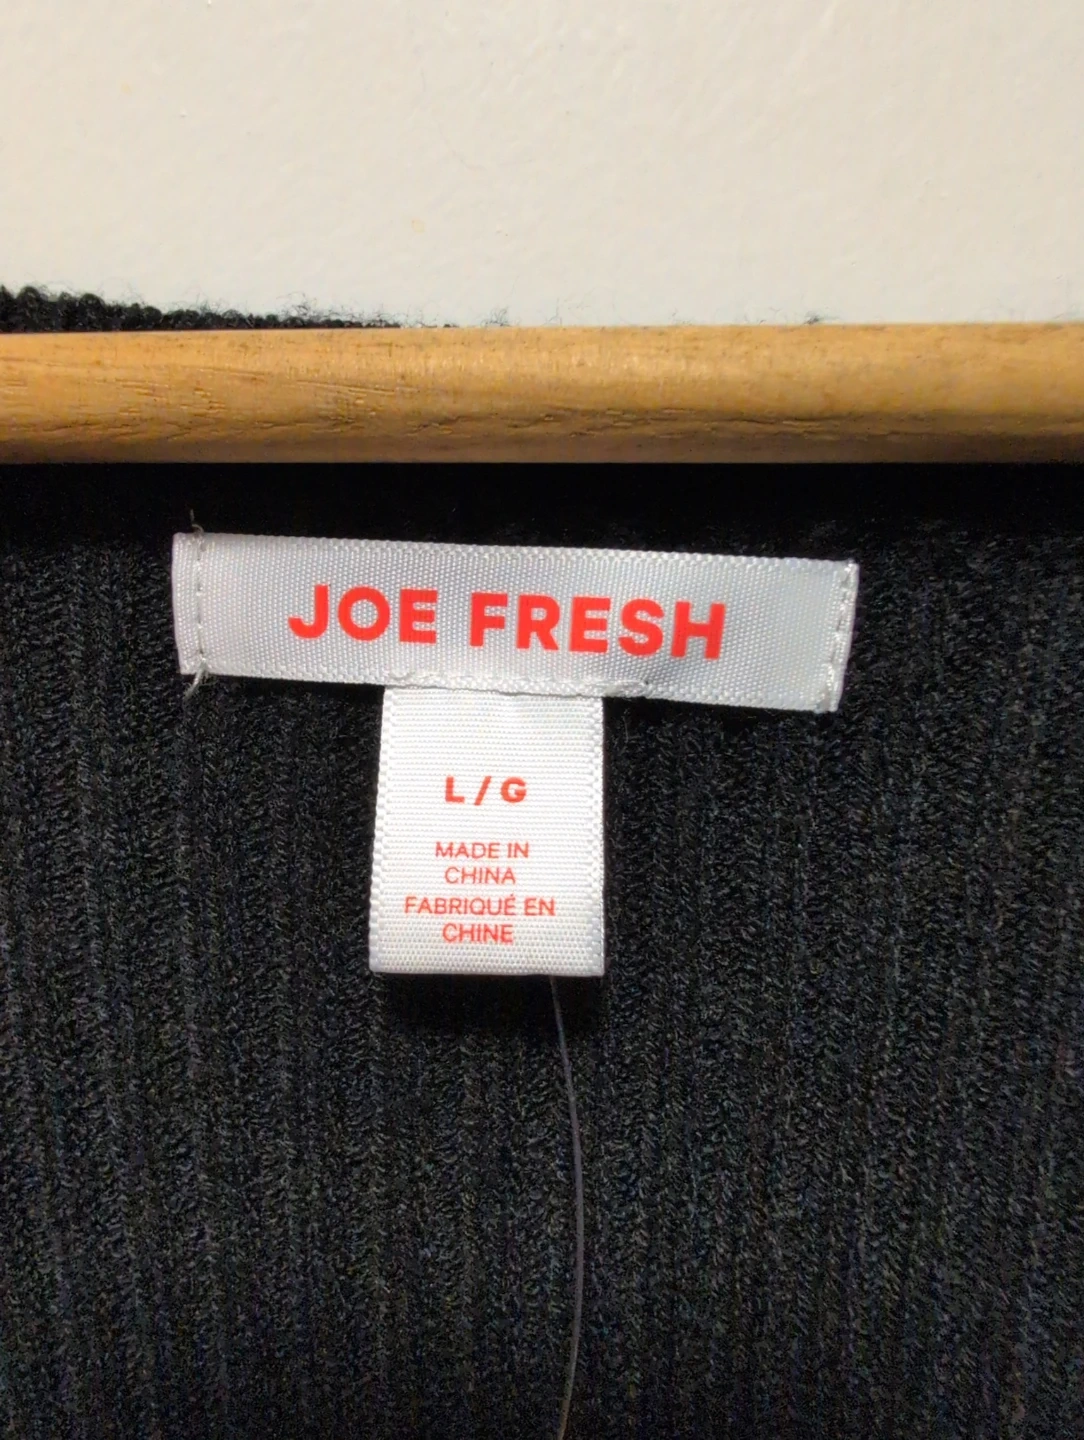 JOE FRESH
L / G
MADE IN
CHINA
FABRIQUÉ EN
CHINE